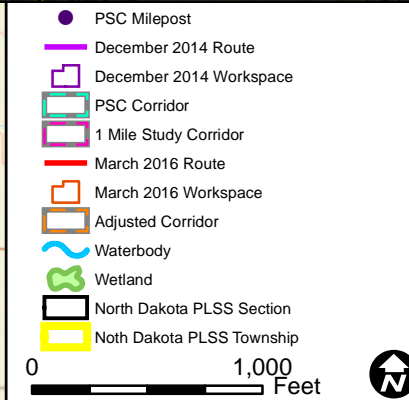 PSC Milepost
December 2014 Route
December 2014 Workspace
PSC Corridor
1 Mile Study Corridor
March 2016 Route
March 2016 Workspace
Adjusted Corridor
Waterbody
Wetland
North Dakota PLSS Section
Noth Dakota PLSS Township
0 1,000
Feet
N